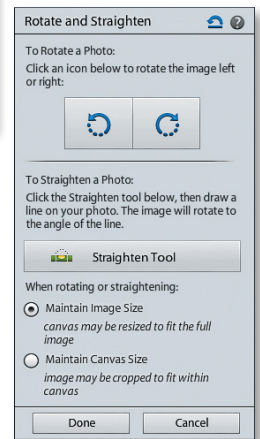 Rotate and Straighten
To Rotate a Photo:
Click an icon below to rotate the image left
or right:
To Straighten a Photo:
Click the Straighten tool below, then draw a
line on your photo. The image will rotate to
the angle of the line.
Straighten Tool
When rotating or straightening:
Maintain Image Size
canvas may be resized to fit the full
image
Maintain Canvas Size
image may be cropped to fit within
canvas
Done Cancel